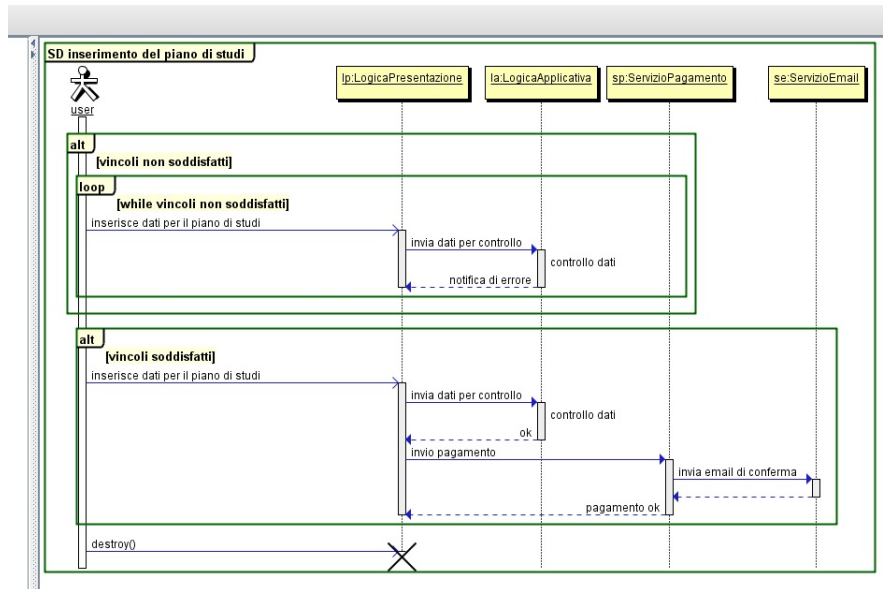 SD inserimento del piano di studi
user
lp:LogicaPresentazione
la:LogicaApplicativa
sp:ServizioPagamento
se:ServizioEmail
alt
[vincoli non soddisfatti]
loop
[while vincoli non soddisfatti]
inserisce dati per il piano di studi
invia dati per controllo
controllo dati
notifica di errore
alt
[vincoli soddisfatti]
inserisce dati per il piano di studi
invia dati per controllo
controllo dati
ok
invio pagamento
invia email di conferma
pagamento ok
destroy()